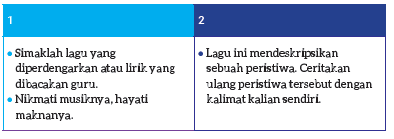 1
• Simaklah lagu yang
diperdengarkan atau lirik yang
dibacakan guru.
• Nikmati musiknya, hayati
maknanya.
2
• Lagu ini mendeskripsikan
sebuah peristiwa. Ceritakan
ulang peristiwa tersebut dengan
kalimat kalian sendiri.